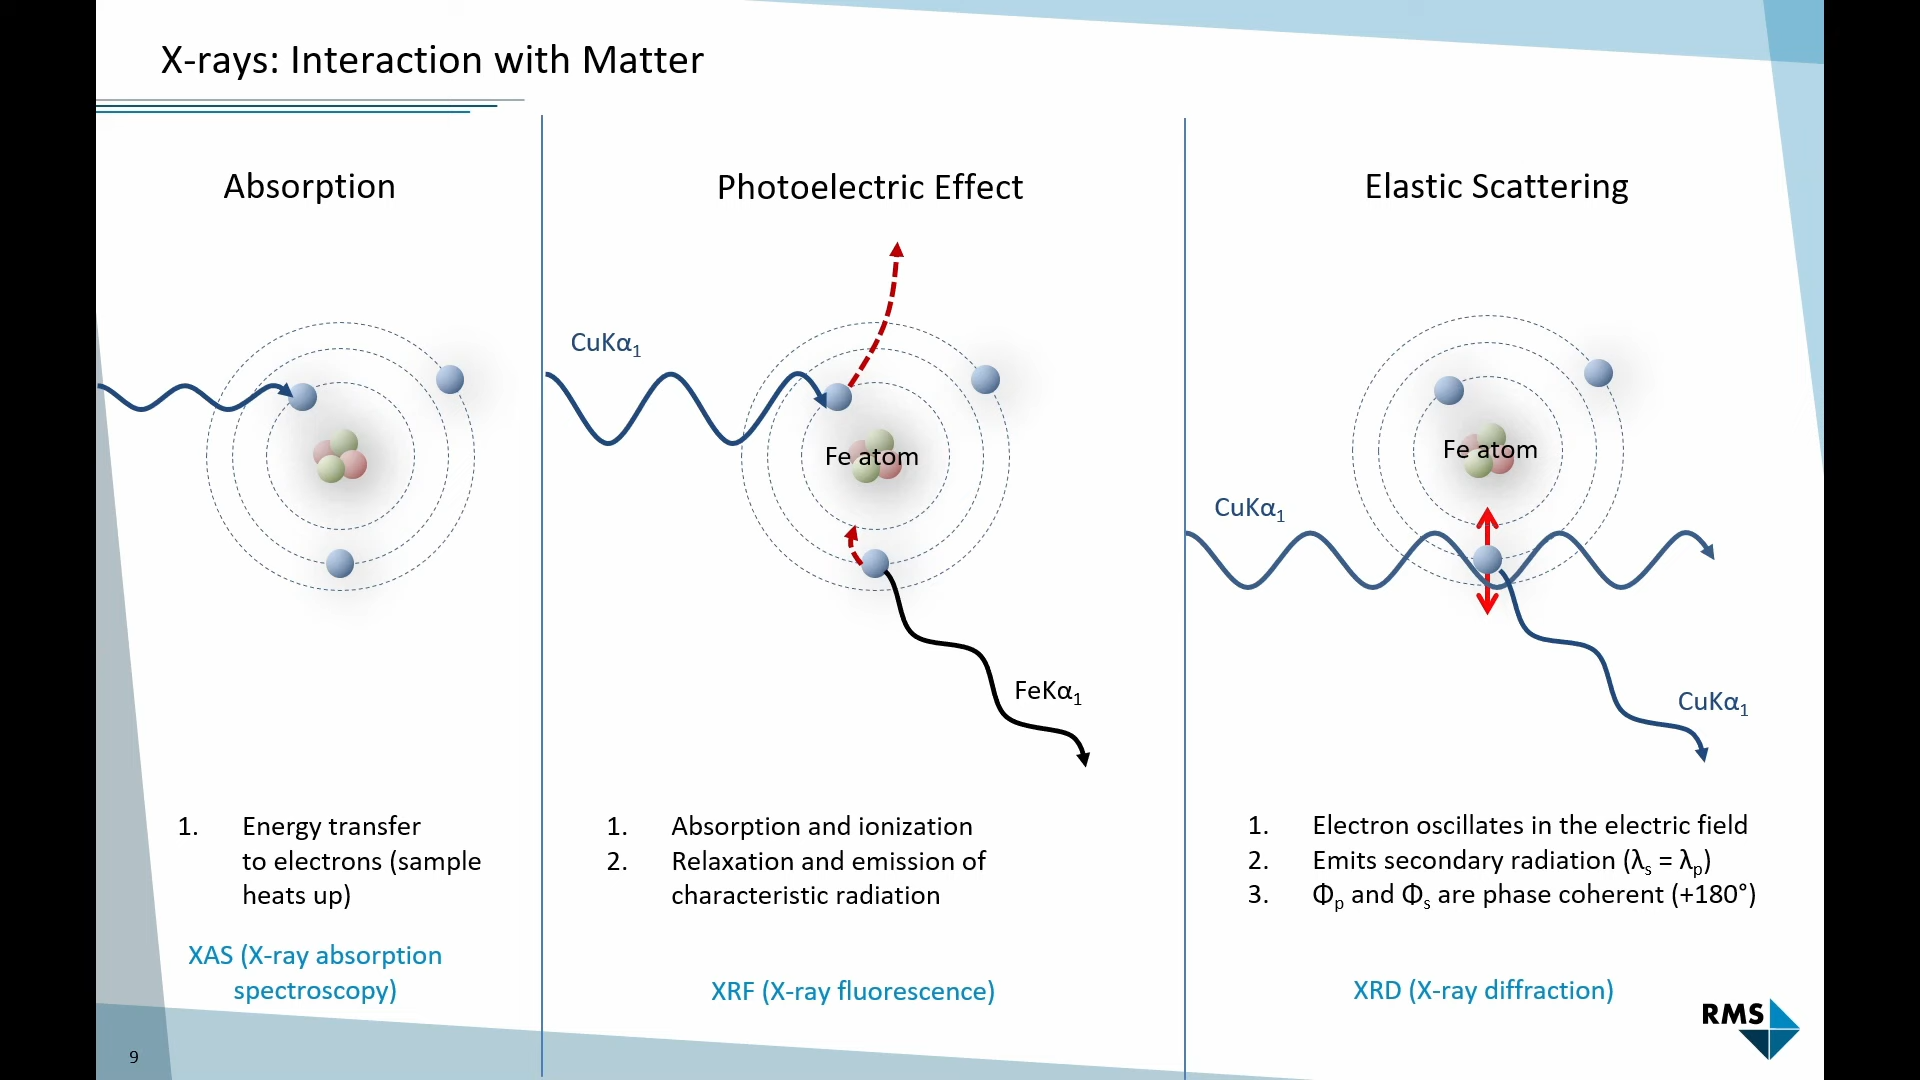 X-rays: Interaction with Matter
Absorption
1. Energy transfer
to electrons (sample
heats up)
XAS (X-ray absorption
spectroscopy)
Photoelectric Effect
CuKα₁
Fe atom
FeKα₁
1. Absorption and ionization
2. Relaxation and emission of
characteristic radiation
XRF (X-ray fluorescence)
Elastic Scattering
Fe atom
CuKα₁
CuKα₁
1. Electron oscillates in the electric field
2. Emits secondary radiation (λₛ = λₚ)
3. Φₚ and Φₛ are phase coherent (+180°)
XRD (X-ray diffraction)
RMS
9